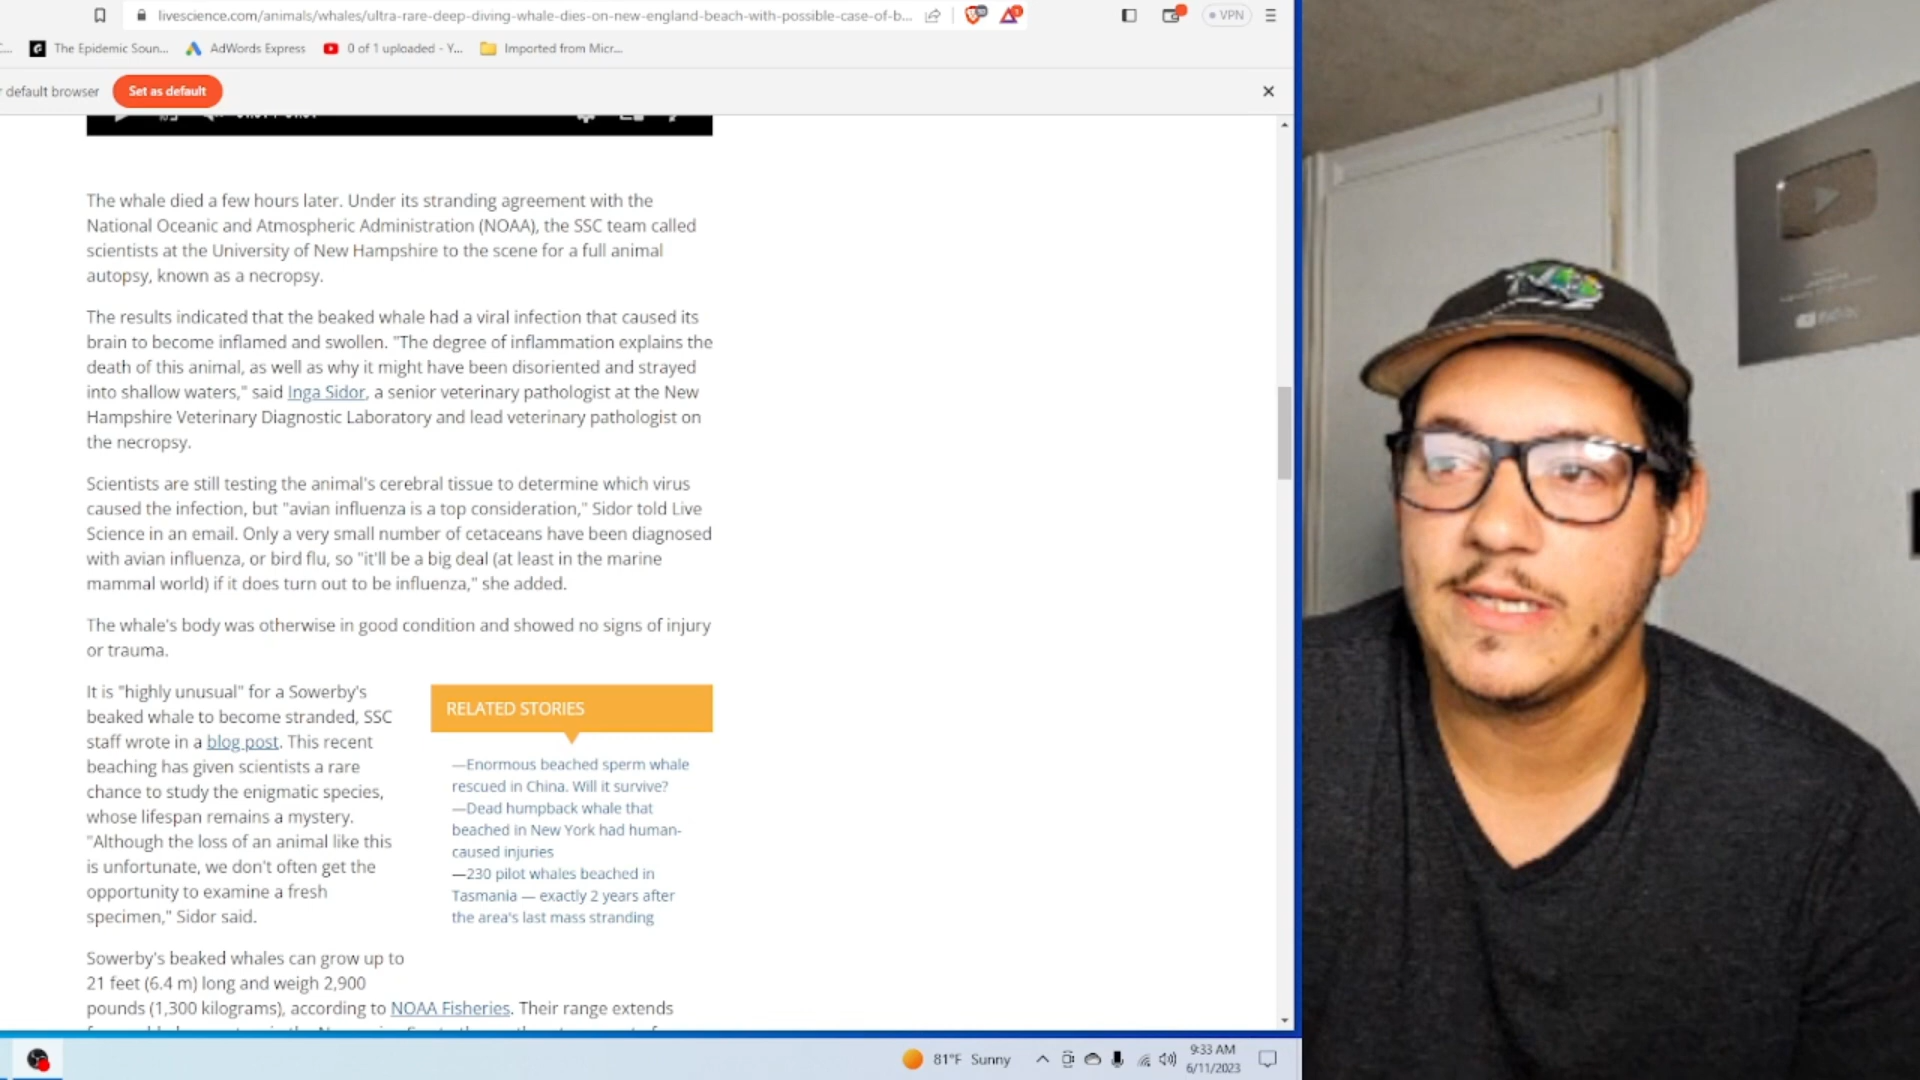 livescience.com/animals/whales/ultra-rare-deep-diving-whale-dies-on-new-england-beach-with-possible-case-of-b...
VPN
The Epidemic Soun...
AdWords Express
0 of 1 uploaded - Y...
Imported from Micr...
default browser
Set as default
The whale died a few hours later. Under its stranding agreement with the
National Oceanic and Atmospheric Administration (NOAA), the SSC team called
scientists at the University of New Hampshire to the scene for a full animal
autopsy, known as a necropsy.
The results indicated that the beaked whale had a viral infection that caused its
brain to become inflamed and swollen. "The degree of inflammation explains the
death of this animal, as well as why it might have been disoriented and strayed
into shallow waters," said Inga Sidor, a senior veterinary pathologist at the New
Hampshire Veterinary Diagnostic Laboratory and lead veterinary pathologist on
the necropsy.
Scientists are still testing the animal's cerebral tissue to determine which virus
caused the infection, but "avian influenza is a top consideration," Sidor told Live
Science in an email. Only a very small number of cetaceans have been diagnosed
with avian influenza, or bird flu, so "it'll be a big deal (at least in the marine
mammal world) if it does turn out to be influenza," she added.
The whale's body was otherwise in good condition and showed no signs of injury
or trauma.
It is "highly unusual" for a Sowerby's
beaked whale to become stranded, SSC
staff wrote in a blog post. This recent
beaching has given scientists a rare
chance to study the enigmatic species,
whose lifespan remains a mystery.
"Although the loss of an animal like this
is unfortunate, we don't often get the
opportunity to examine a fresh
specimen," Sidor said.
RELATED STORIES
—Enormous beached sperm whale
rescued in China. Will it survive?
—Dead humpback whale that
beached in New York had human-
caused injuries
—230 pilot whales beached in
Tasmania — exactly 2 years after
the area's last mass stranding
Sowerby's beaked whales can grow up to
21 feet (6.4 m) long and weigh 2,900
pounds (1,300 kilograms), according to NOAA Fisheries. Their range extends
81°F Sunny
9:33 AM
6/11/2023